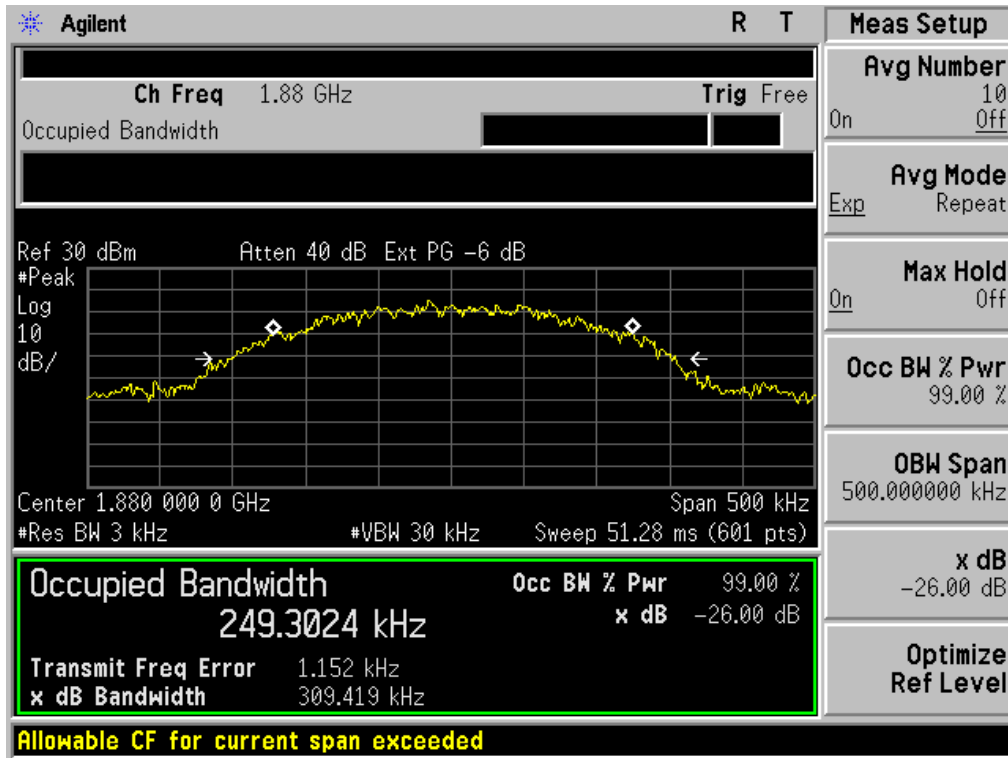 Agilent R T
Ch Freq 1.88 GHz Trig Free
Occupied Bandwidth
Ref 30 dBm Atten 40 dB Ext PG -6 dB
#Peak
Log
10
dB/
Center 1.880 000 0 GHz Span 500 kHz
#Res BW 3 kHz #VBW 30 kHz Sweep 51.28 ms (601 pts)
Occupied Bandwidth Occ BW % Pwr 99.00 %
249.3024 kHz x dB -26.00 dB
Transmit Freq Error 1.152 kHz
x dB Bandwidth 309.419 kHz
Allowable CF for current span exceeded
Meas Setup
Avg Number
10
On Off
Avg Mode
Exp Repeat
Max Hold
On Off
Occ BW % Pwr
99.00 %
OBW Span
500.000000 kHz
x dB
-26.00 dB
Optimize
Ref Level